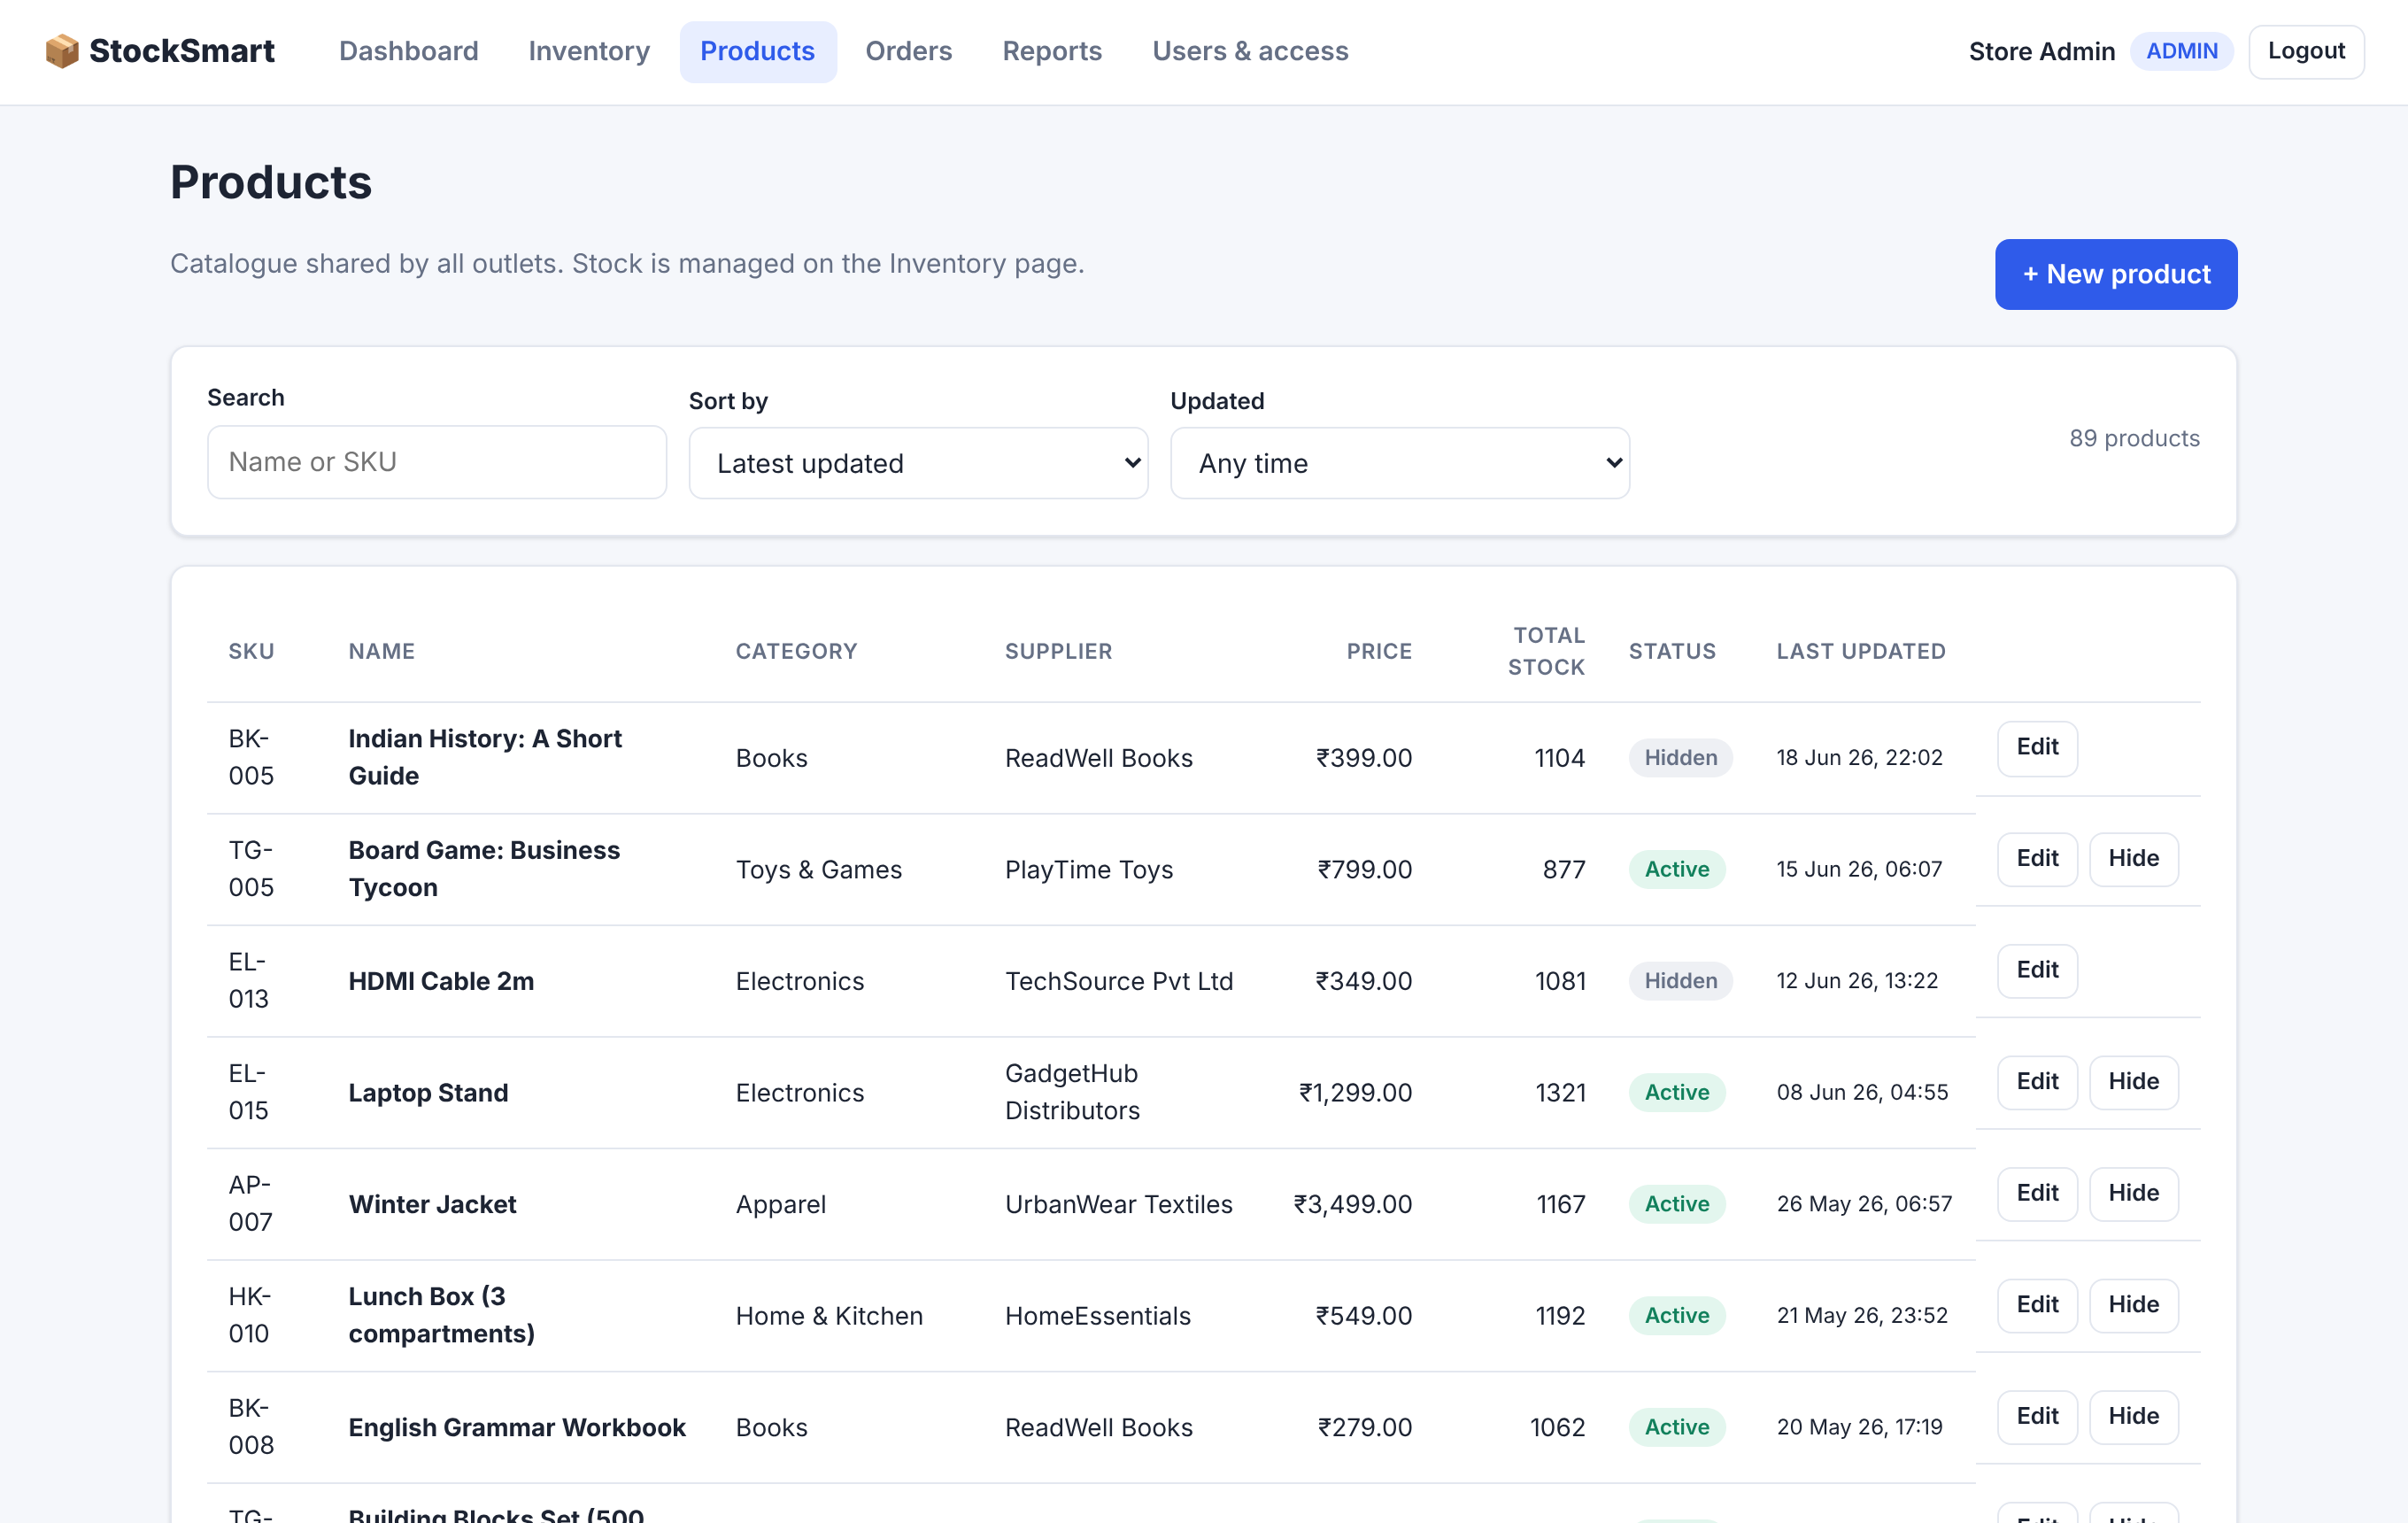 📦 StockSmart Dashboard Inventory Products Orders Reports Users & access Store Admin ADMIN Logout
Products
Catalogue shared by all outlets. Stock is managed on the Inventory page.
+ New product
Search Sort by Updated
Name or SKU Latest updated Any time 89 products
SKU NAME CATEGORY SUPPLIER PRICE TOTAL STOCK STATUS LAST UPDATED
BK-005 Indian History: A Short Guide Books ReadWell Books ₹399.00 1104 Hidden 18 Jun 26, 22:02 Edit
TG-005 Board Game: Business Tycoon Toys & Games PlayTime Toys ₹799.00 877 Active 15 Jun 26, 06:07 Edit Hide
EL-013 HDMI Cable 2m Electronics TechSource Pvt Ltd ₹349.00 1081 Hidden 12 Jun 26, 13:22 Edit
EL-015 Laptop Stand Electronics GadgetHub Distributors ₹1,299.00 1321 Active 08 Jun 26, 04:55 Edit Hide
AP-007 Winter Jacket Apparel UrbanWear Textiles ₹3,499.00 1167 Active 26 May 26, 06:57 Edit Hide
HK-010 Lunch Box (3 compartments) Home & Kitchen HomeEssentials ₹549.00 1192 Active 21 May 26, 23:52 Edit Hide
BK-008 English Grammar Workbook Books ReadWell Books ₹279.00 1062 Active 20 May 26, 17:19 Edit Hide
TG- Building Blocks Set (500 Edit Hide